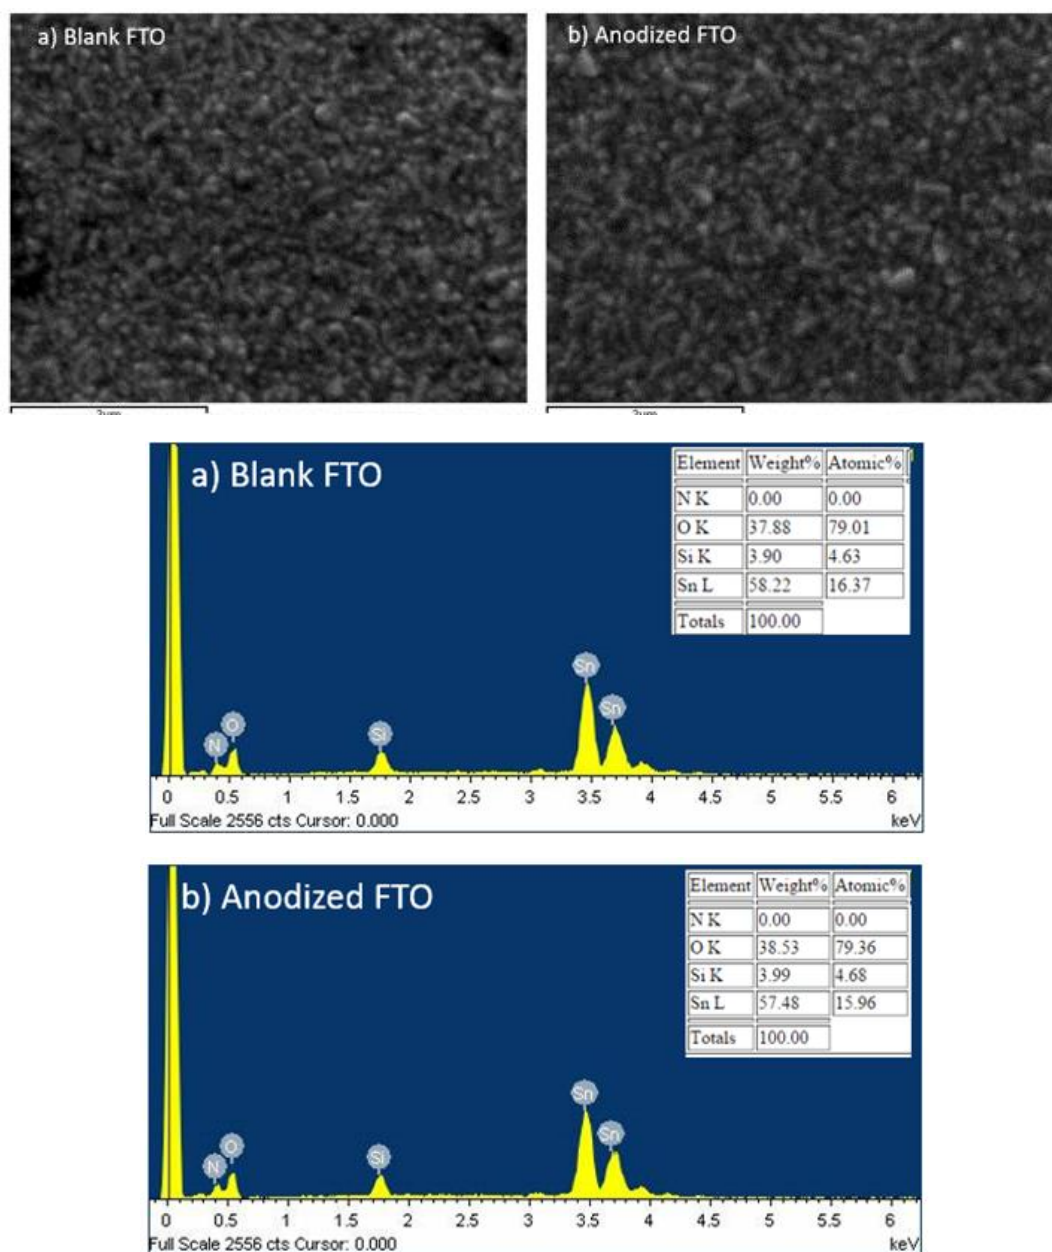 a) Blank FTO
b) Anodized FTO
a) Blank FTO
Element Weight% Atomic%
N K 0.00 0.00
O K 37.88 79.01
Si K 3.90 4.63
Sn L 58.22 16.37
Totals 100.00
Sn
Sn
O
N
Si
0 0.5 1 1.5 2 2.5 3 3.5 4 4.5 5 5.5 6
Full Scale 2556 cts Cursor: 0.000 keV
b) Anodized FTO
Element Weight% Atomic%
N K 0.00 0.00
O K 38.53 79.36
Si K 3.99 4.68
Sn L 57.48 15.96
Totals 100.00
Sn
Sn
O
N
Si
0 0.5 1 1.5 2 2.5 3 3.5 4 4.5 5 5.5 6
Full Scale 2556 cts Cursor: 0.000 keV